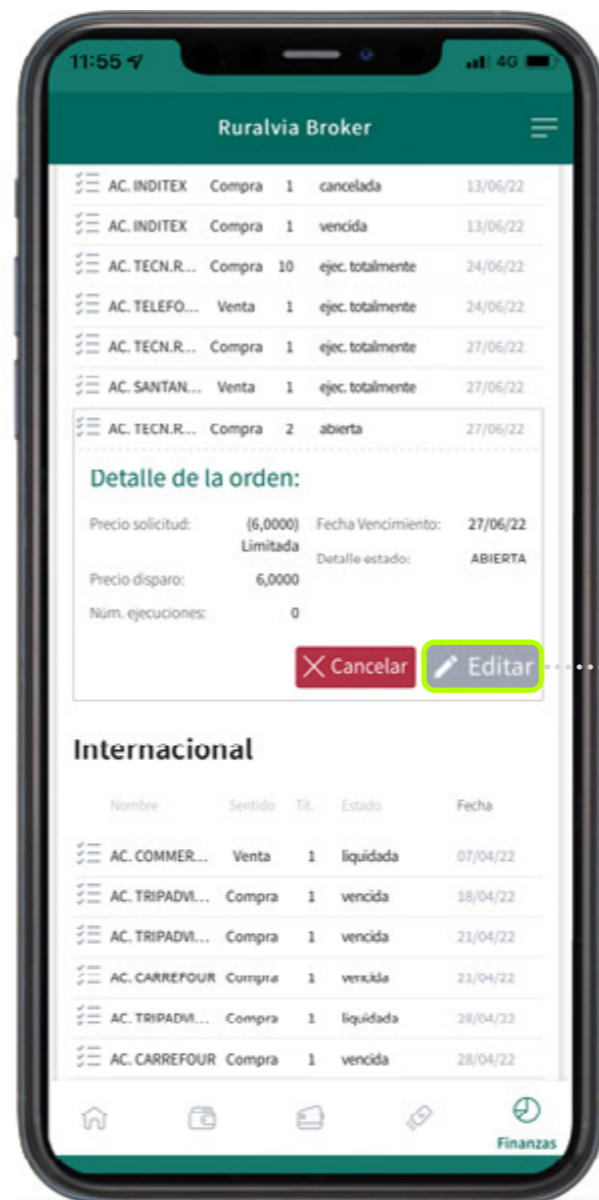 11:55 4G
Ruralvia Broker
AC. INDITEX Compra 1 cancelada 13/06/22
AC. INDITEX Compra 1 vencida 13/06/22
AC. TECN.R... Compra 10 ejec. totalmente 24/06/22
AC. TELEFO... Venta 1 ejec. totalmente 24/06/22
AC. TECN.R... Compra 1 ejec. totalmente 27/06/22
AC. SANTAN... Venta 1 ejec. totalmente 27/06/22
AC. TECN.R... Compra 2 abierta 27/06/22
Detalle de la orden:
Precio solicitud: (6,0000) Fecha Vencimiento: 27/06/22
Limitada
Detalle estado: ABIERTA
Precio disparo: 6,0000
Núm. ejecuciones: 0
Cancelar Editar
Internacional
Nombre Sentido Tit. Estado Fecha
AC. COMMER... Venta 1 liquidada 07/04/22
AC. TRIPADVI... Compra 1 vencida 18/04/22
AC. TRIPADVI... Compra 1 vencida 21/04/22
AC. CARREFOUR Compra 1 vencida 21/04/22
AC. TRIPADVI... Compra 1 liquidada 28/04/22
AC. CARREFOUR Compra 1 vencida 28/04/22
Finanzas